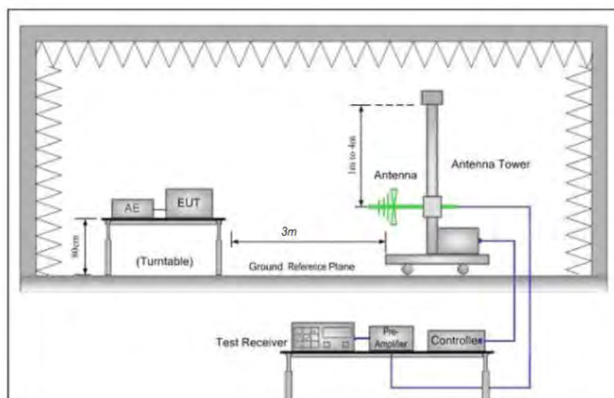 1m to 4m
Antenna
Antenna Tower
AE
EUT
3m
80cm
(Turntable)
Ground Reference Plane
Test Receiver
Pre-
Amplifier
Controller